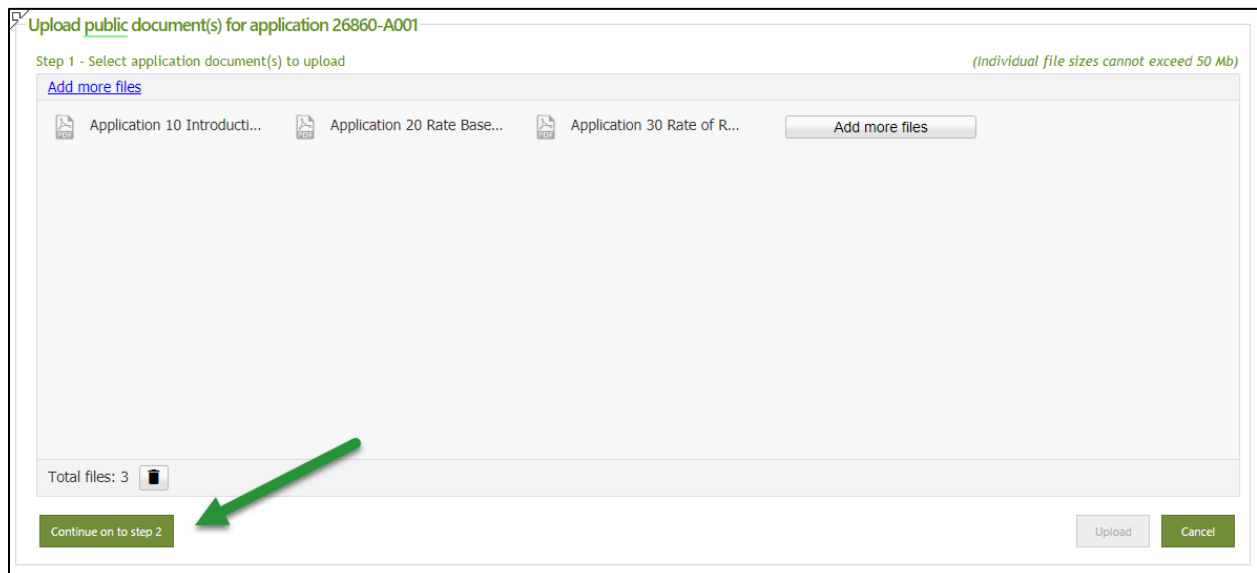 Upload public document(s) for application 26860-A001
Step 1 - Select application document(s) to upload (Individual file sizes cannot exceed 50 Mb)
Add more files
Application 10 Introducti... Application 20 Rate Base... Application 30 Rate of R... Add more files
Total files: 3
Continue on to step 2 Upload Cancel